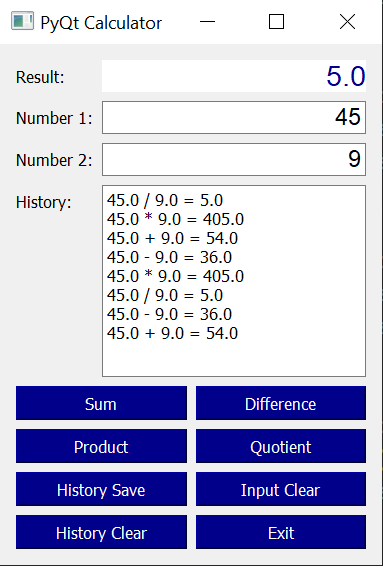 PyQt Calculator
Result: 5.0
Number 1: 45
Number 2: 9
History:
45.0 / 9.0 = 5.0
45.0 * 9.0 = 405.0
45.0 + 9.0 = 54.0
45.0 - 9.0 = 36.0
45.0 * 9.0 = 405.0
45.0 / 9.0 = 5.0
45.0 - 9.0 = 36.0
45.0 + 9.0 = 54.0
Sum Difference
Product Quotient
History Save Input Clear
History Clear Exit